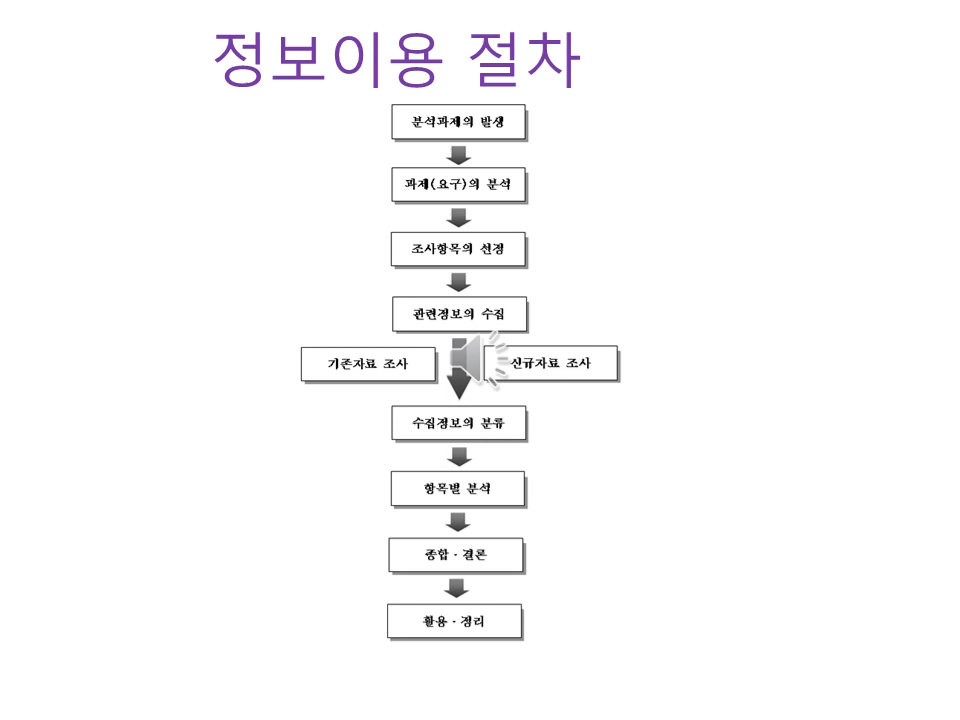 정보이용 절차
분석과제의 발생
과제(요구)의 분석
조사항목의 선정
관련정보의 수집
기존자료 조사
신규자료 조사
수집정보의 분류
항목별 분석
종합 · 결론
활용 · 정리